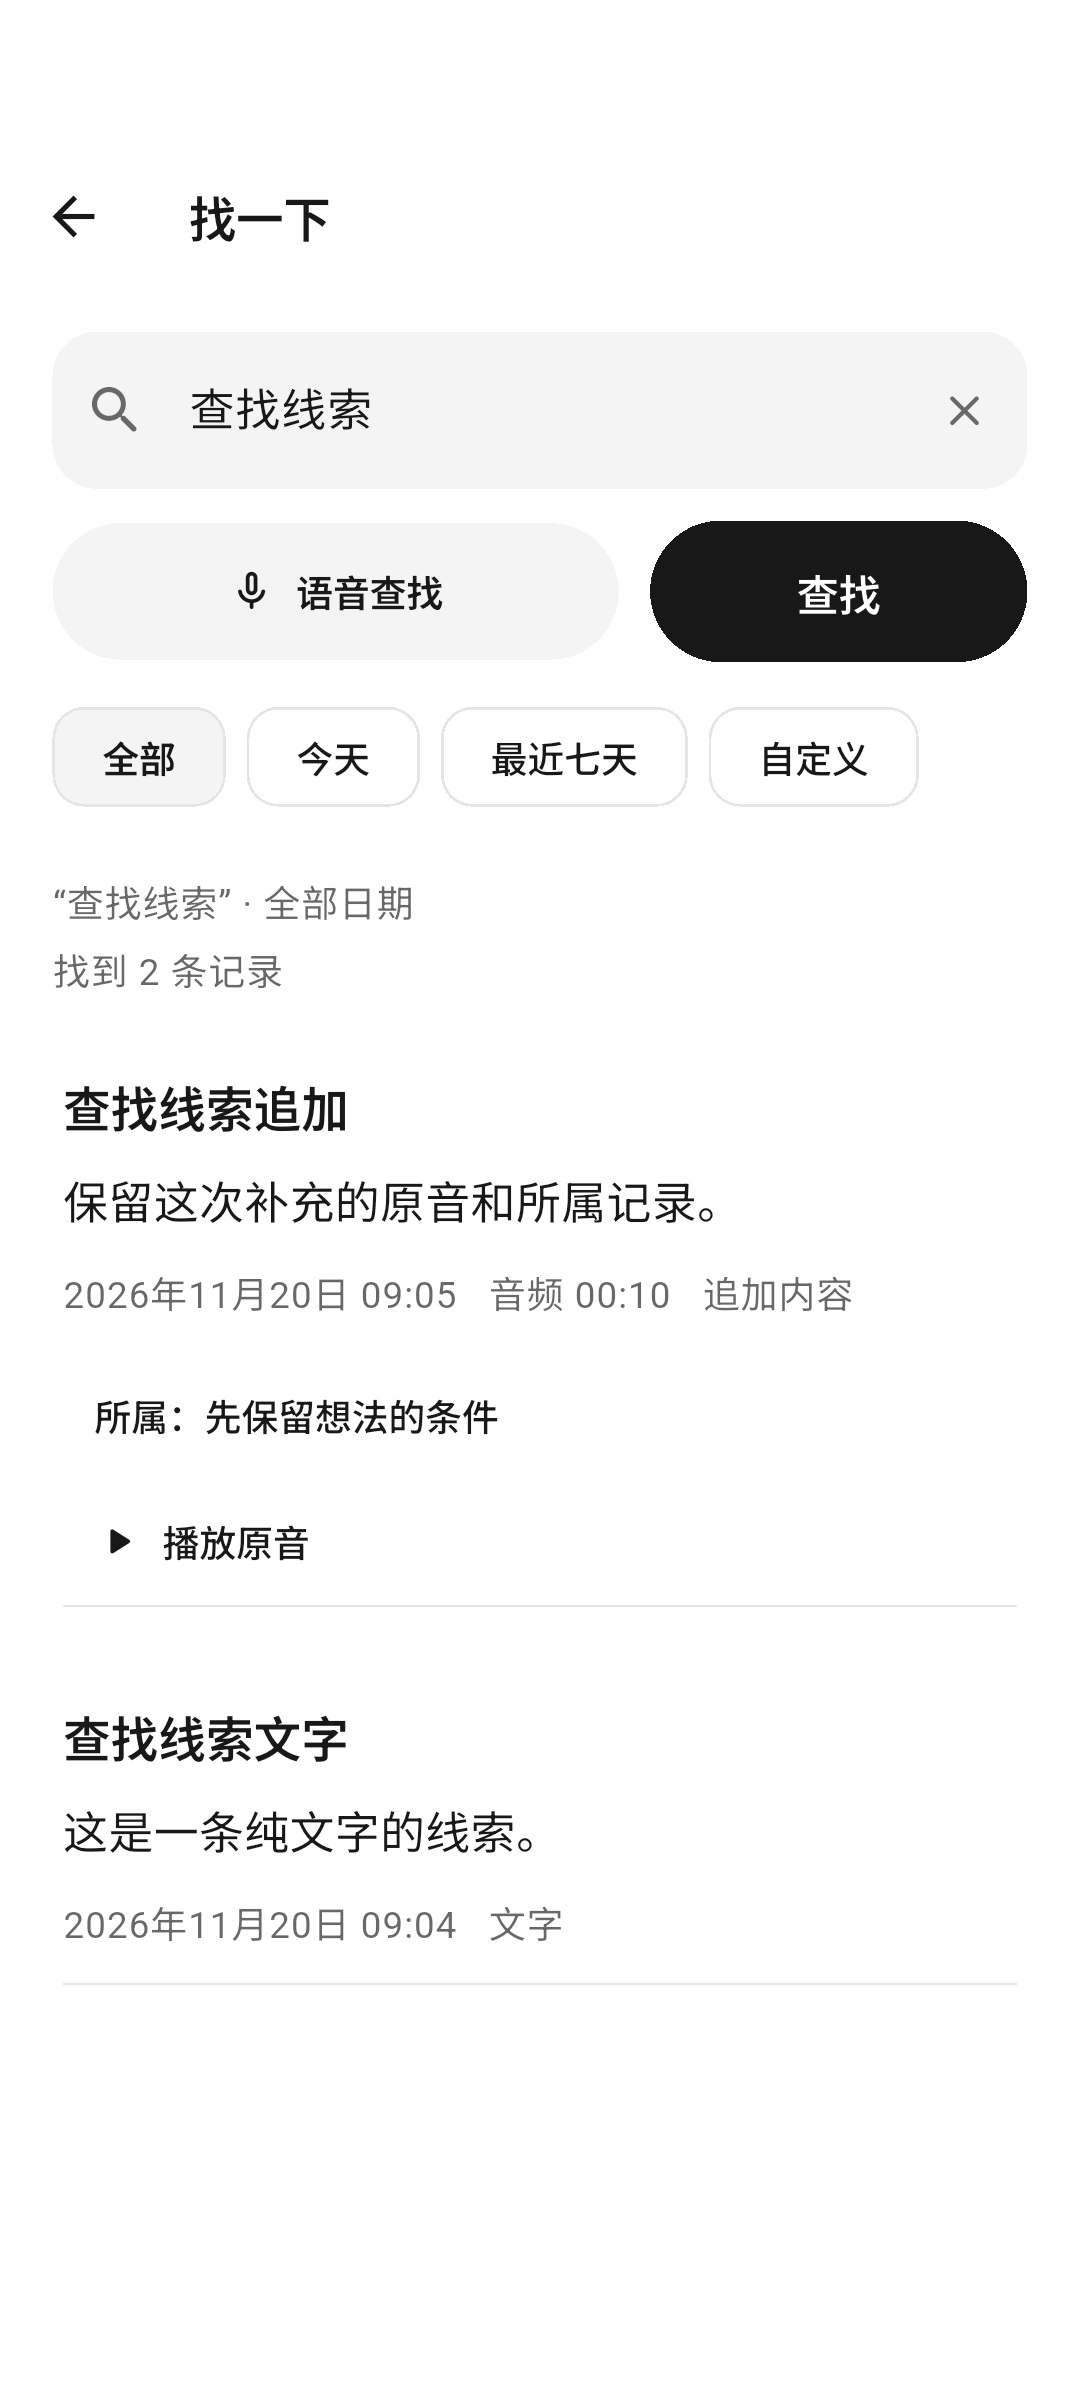 找一下
查找线索
语音查找 查找
全部 今天 最近七天 自定义
“查找线索” · 全部日期
找到 2 条记录
查找线索追加
保留这次补充的原音和所属记录。
2026年11月20日 09:05 音频 00:10 追加内容
所属：先保留想法的条件
播放原音
查找线索文字
这是一条纯文字的线索。
2026年11月20日 09:04 文字